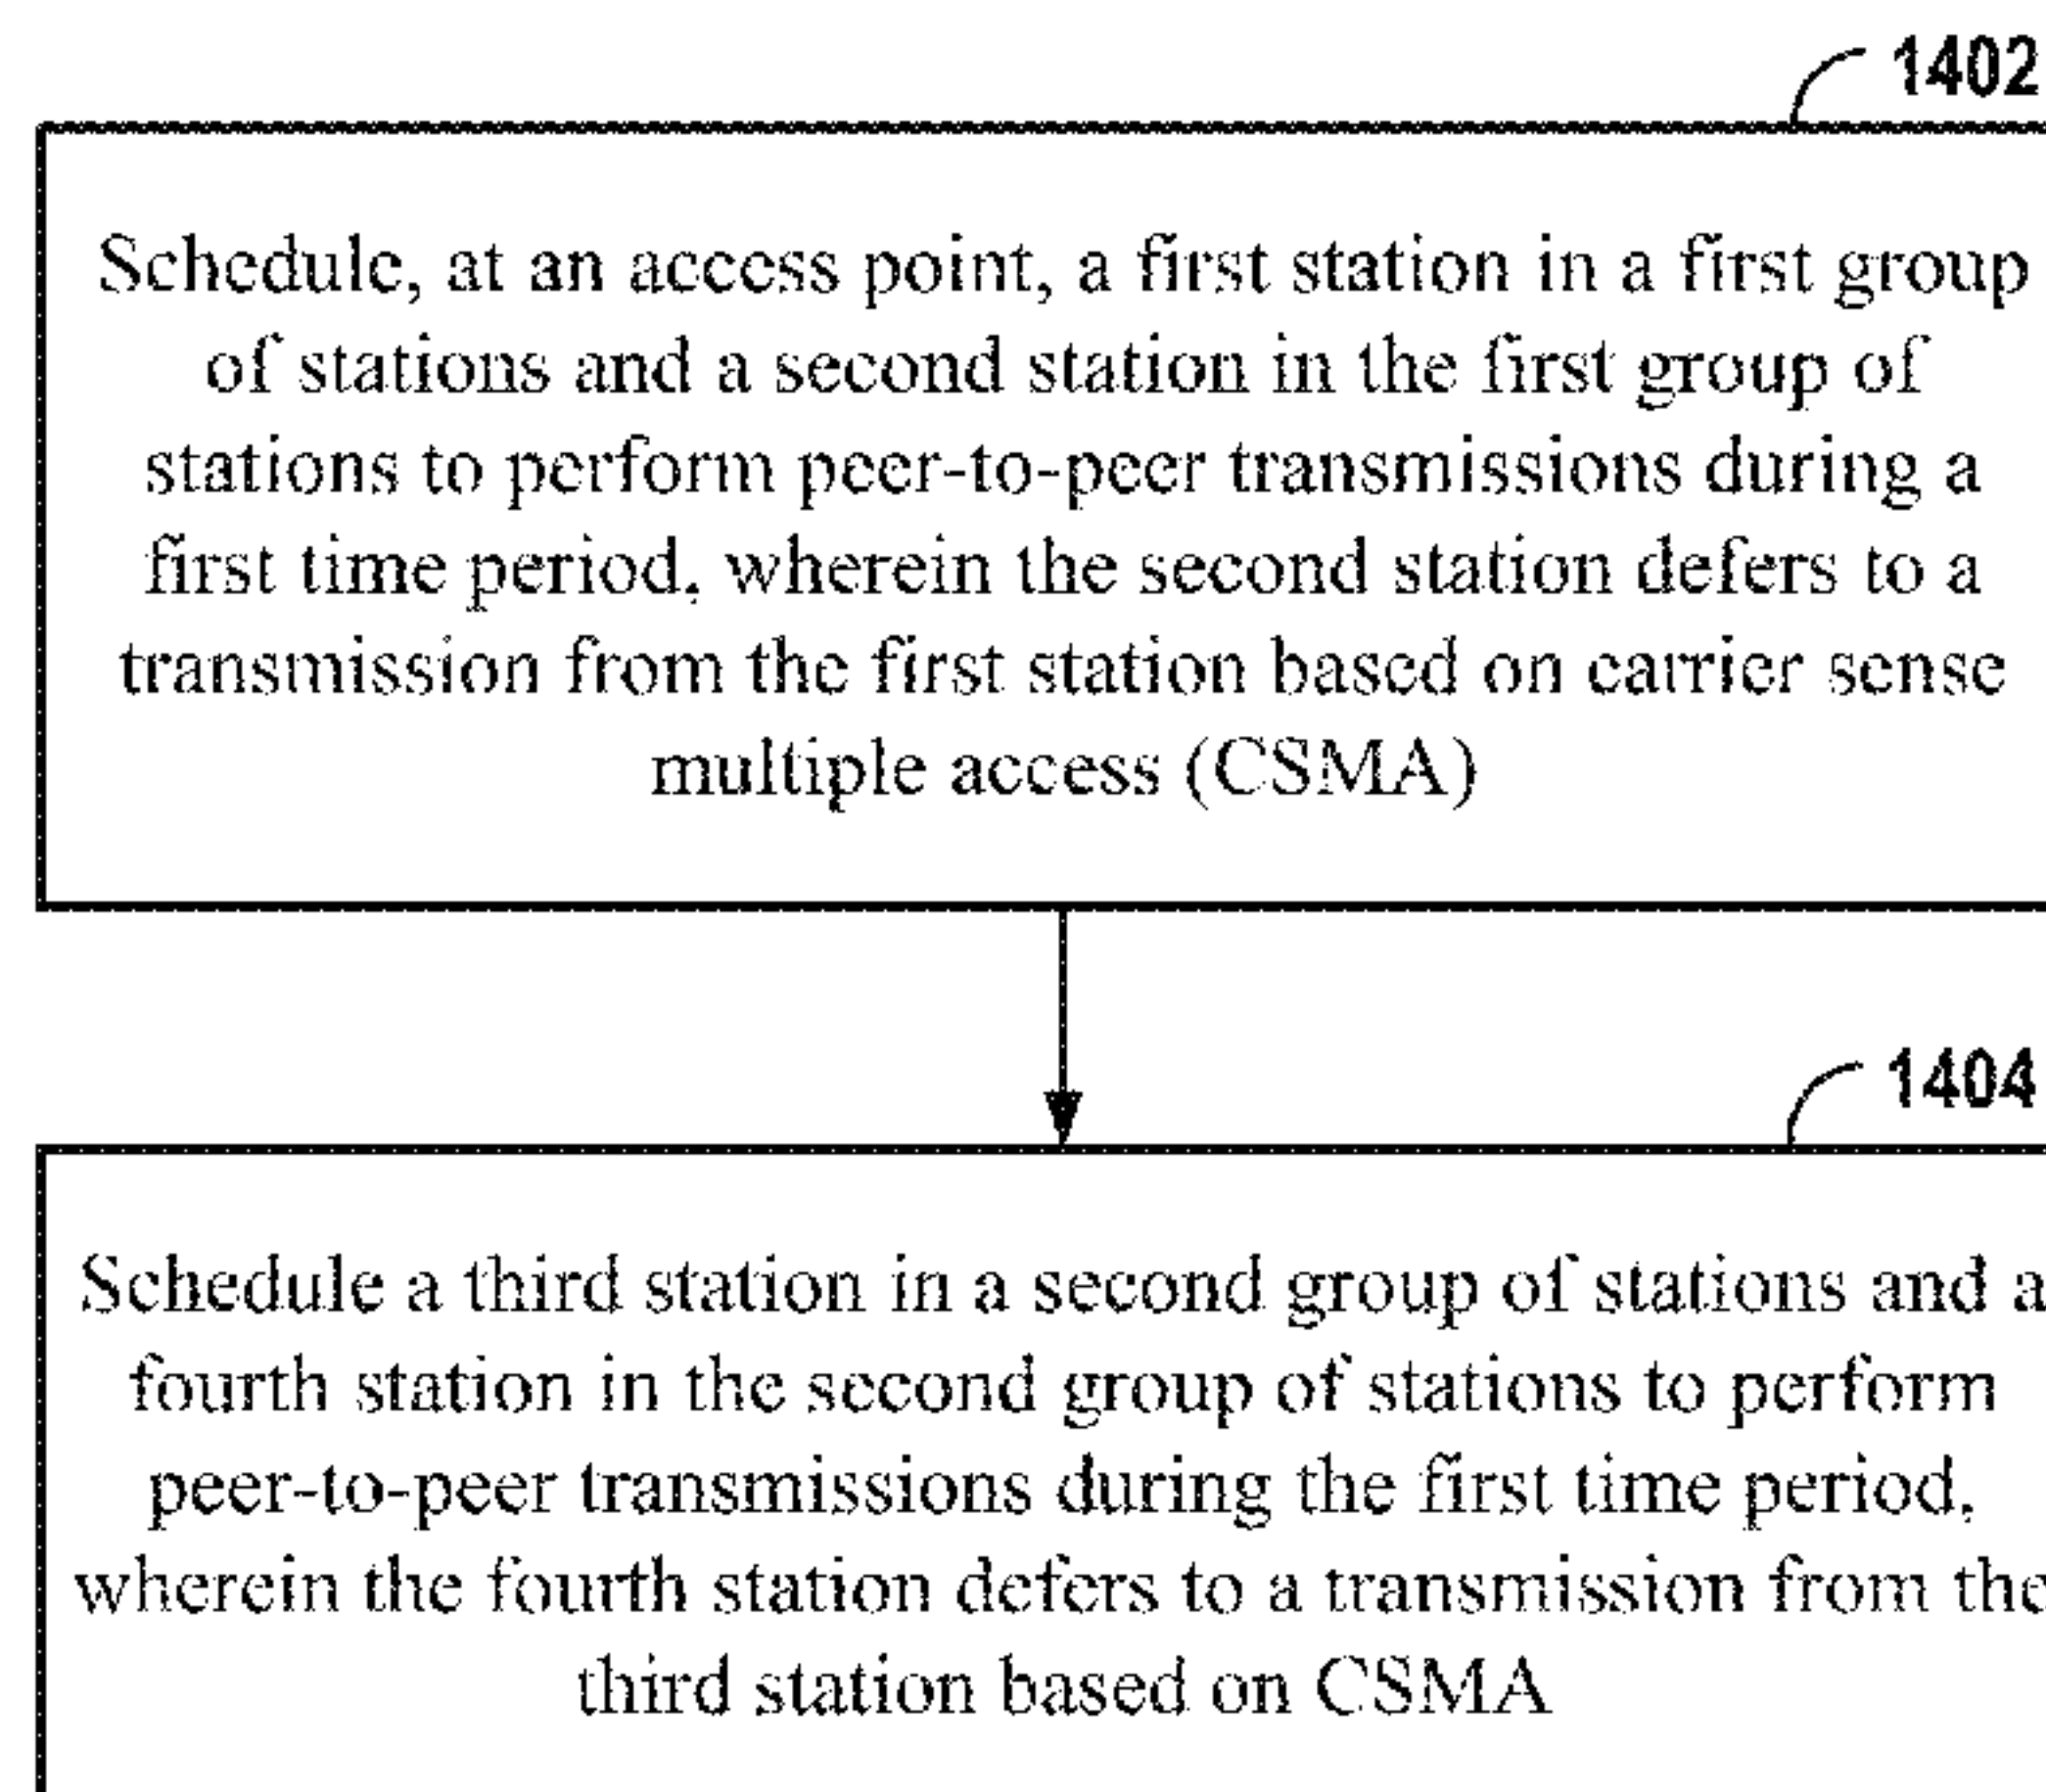 1402
Schedule, at an access point, a first station in a first group
of stations and a second station in the first group of
stations to perform peer-to-peer transmissions during a
first time period, wherein the second station defers to a
transmission from the first station based on carrier sense
multiple access (CSMA)
1404
Schedule a third station in a second group of stations and a
fourth station in the second group of stations to perform
peer-to-peer transmissions during the first time period,
wherein the fourth station defers to a transmission from the
third station based on CSMA